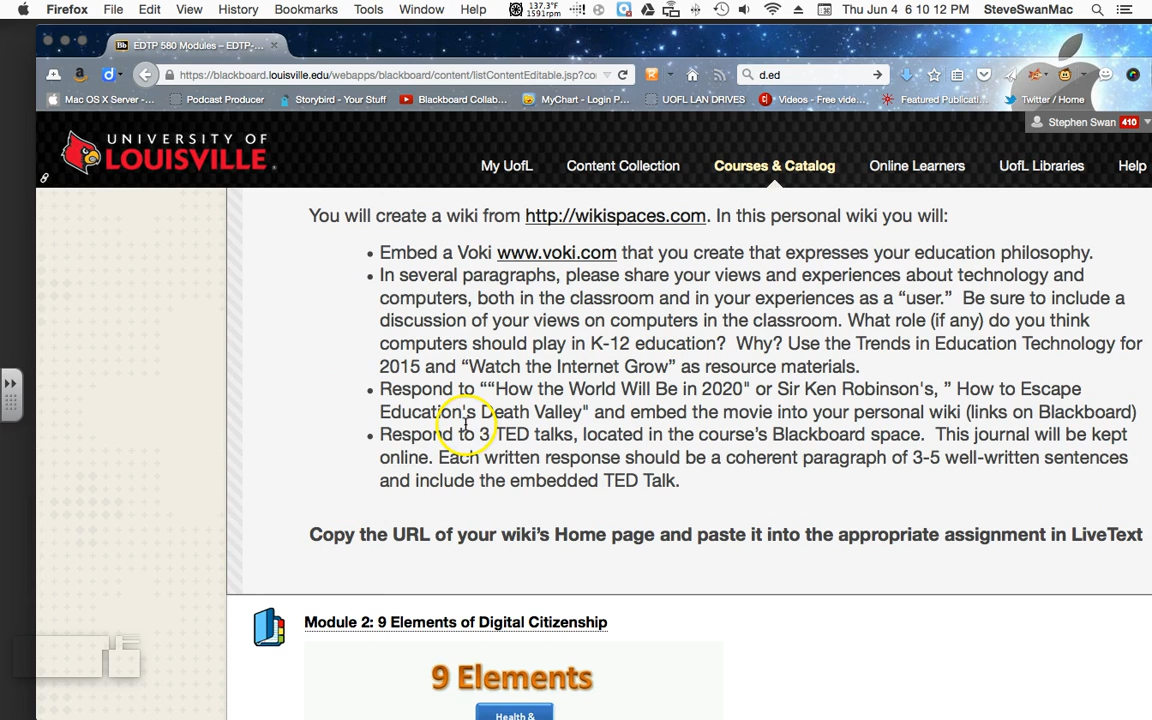 Firefox File Edit View History Bookmarks Tools Window Help 137.3°F 1591rpm Thu Jun 4 6 10 12 PM SteveSwanMac
Bb EDTP 580 Modules – EDTP-...
https://blackboard.louisville.edu/webapps/blackboard/content/listContentEditable.jsp?co d.ed
Mac OS X Server -... Podcast Producer Storybird - Your Stuff Blackboard Collab... MyChart - Login P... UOFL LAN DRIVES Videos - Free vide... Featured Publicati... Twitter / Home
Stephen Swan 410
UNIVERSITY OF
LOUISVILLE
My UofL Content Collection Courses & Catalog Online Learners UofL Libraries Help
You will create a wiki from http://wikispaces.com. In this personal wiki you will:
• Embed a Voki www.voki.com that you create that expresses your education philosophy.
• In several paragraphs, please share your views and experiences about technology and
computers, both in the classroom and in your experiences as a “user.” Be sure to include a
discussion of your views on computers in the classroom. What role (if any) do you think
computers should play in K-12 education? Why? Use the Trends in Education Technology for
2015 and “Watch the Internet Grow” as resource materials.
• Respond to ““How the World Will Be in 2020" or Sir Ken Robinson's, ” How to Escape
Education's Death Valley" and embed the movie into your personal wiki (links on Blackboard)
• Respond to 3 TED talks, located in the course’s Blackboard space. This journal will be kept
online. Each written response should be a coherent paragraph of 3-5 well-written sentences
and include the embedded TED Talk.
Copy the URL of your wiki’s Home page and paste it into the appropriate assignment in LiveText
Module 2: 9 Elements of Digital Citizenship
9 Elements
Health &